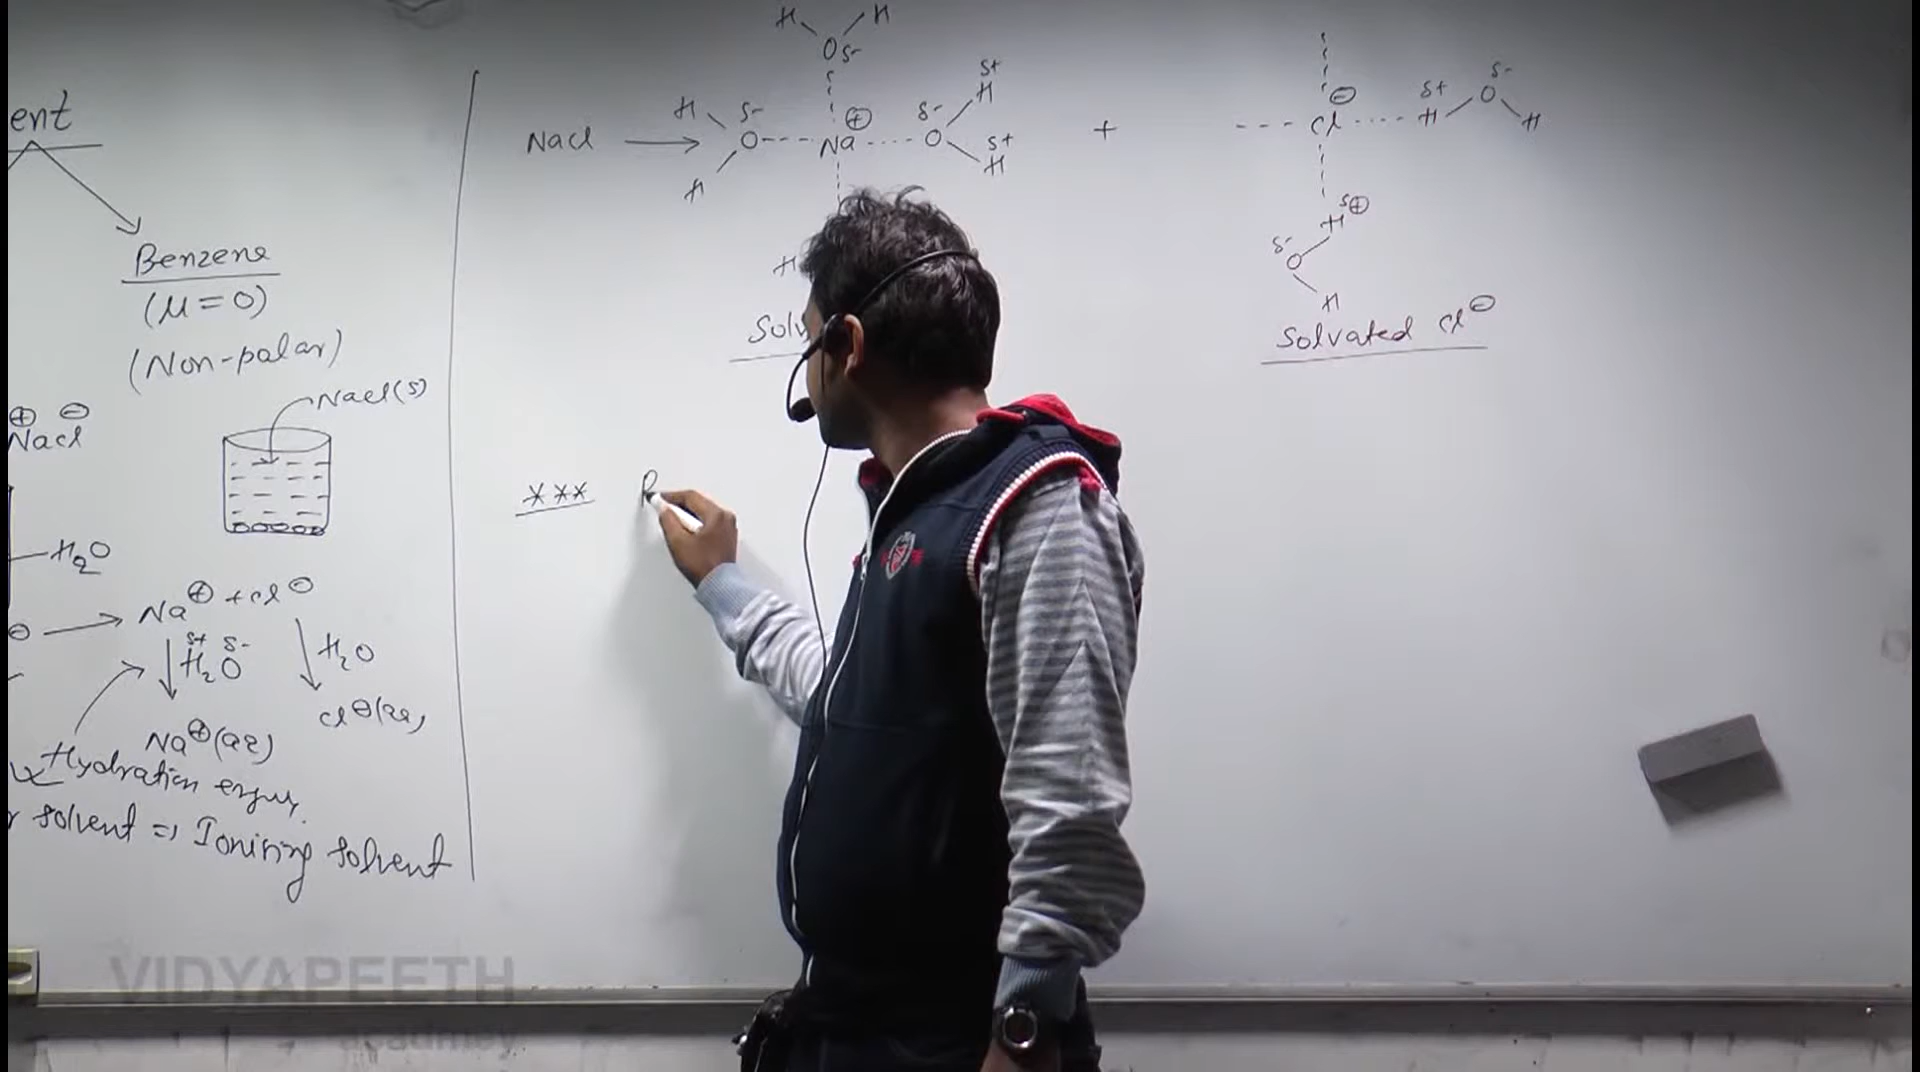 ent
Benzene
(μ = 0)
(Non-polar)
NaCl(s)
⊕ ⊖
NaCl
H₂O
⊖ → Na⊕ + Cl⊖
δ+ δ-
↓ H₂O ↓ H₂O
Na⊕(aq) Cl⊖(aq)
Hydration
solvent ⇒ Ionising solvent
NaCl → Na⊕ + Cl⊖
H H
O δ-
H δ- O H
H δ- O H δ+
H δ+
H
δ+ H δ- O H
H δ⊕
δ- O
H
Solv
Solvated Cl⊖
***
VIDYAPEETH
acadmey